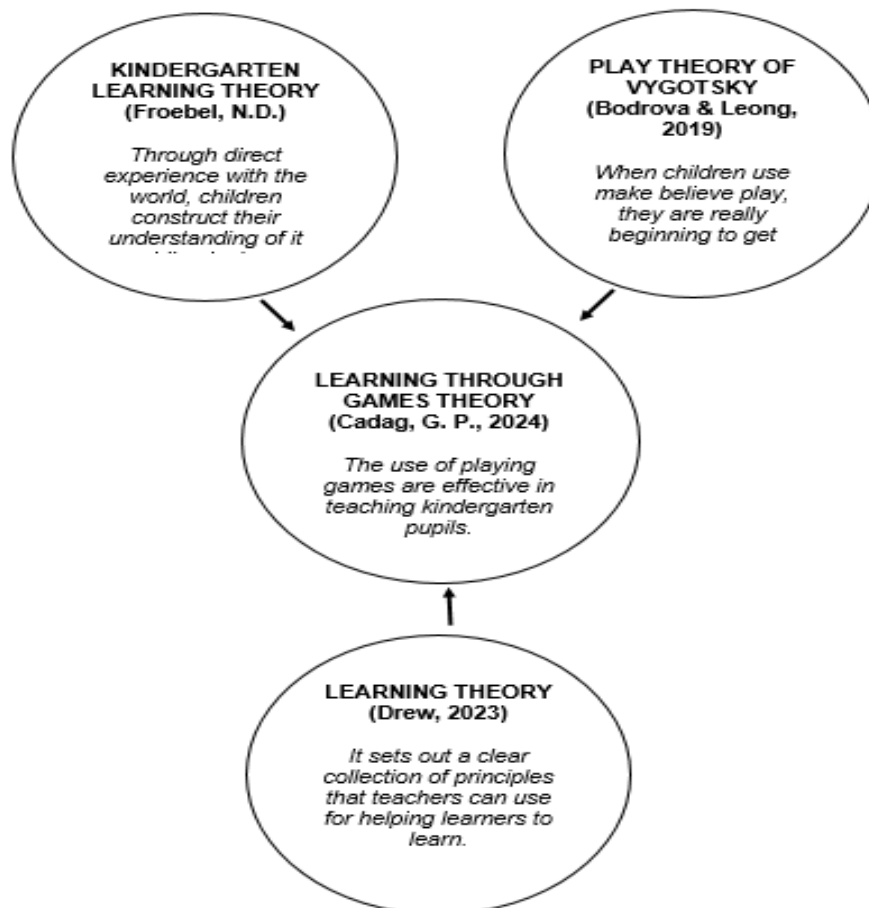 KINDERGARTEN
LEARNING THEORY
(Froebel, N.D.)
Through direct
experience with the
world, children
construct their
understanding of it
PLAY THEORY OF
VYGOTSKY
(Bodrova & Leong,
2019)
When children use
make believe play,
they are really
beginning to get
LEARNING THROUGH
GAMES THEORY
(Cadag, G. P., 2024)
The use of playing
games are effective in
teaching kindergarten
pupils.
LEARNING THEORY
(Drew, 2023)
It sets out a clear
collection of principles
that teachers can use
for helping learners to
learn.